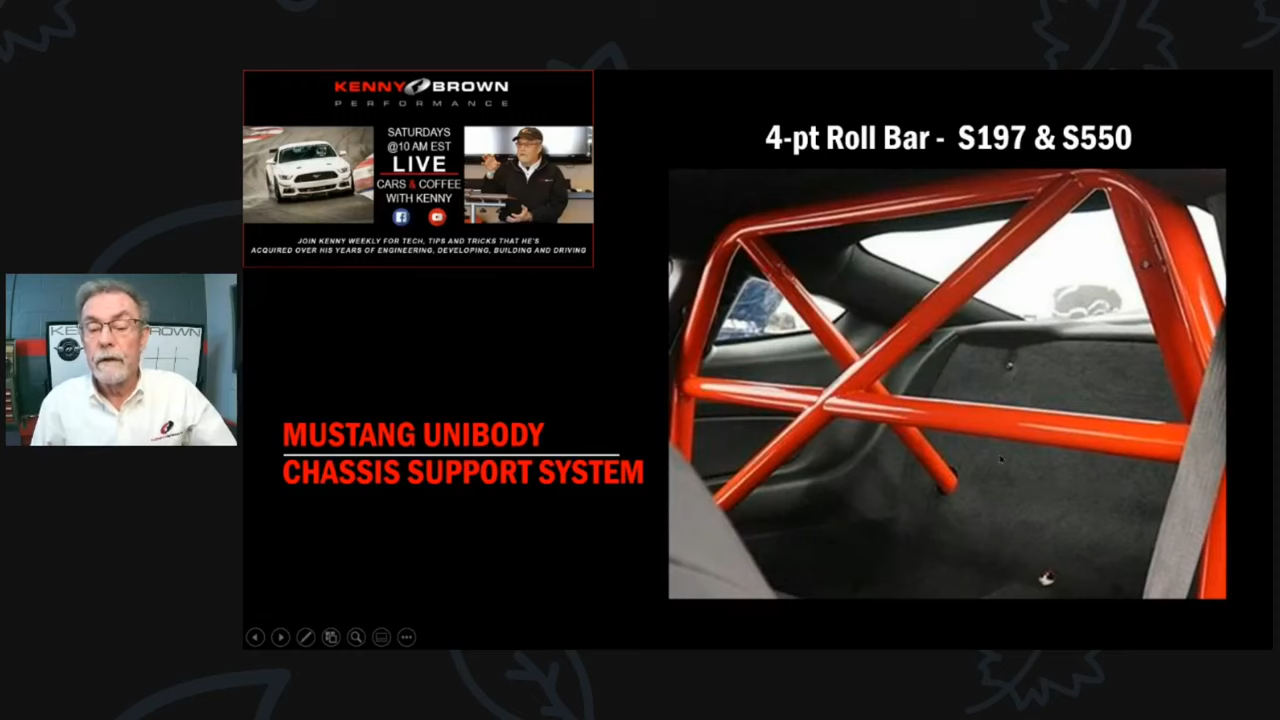 KENNY BROWN
PERFORMANCE
SATURDAYS
@10 AM EST
LIVE
CARS & COFFEE
WITH KENNY
JOIN KENNY WEEKLY FOR TECH, TIPS AND TRICKS THAT HE'S
ACQUIRED OVER HIS YEARS OF ENGINEERING, DEVELOPING, BUILDING AND DRIVING
4-pt Roll Bar - S197 & S550
MUSTANG UNIBODY
CHASSIS SUPPORT SYSTEM